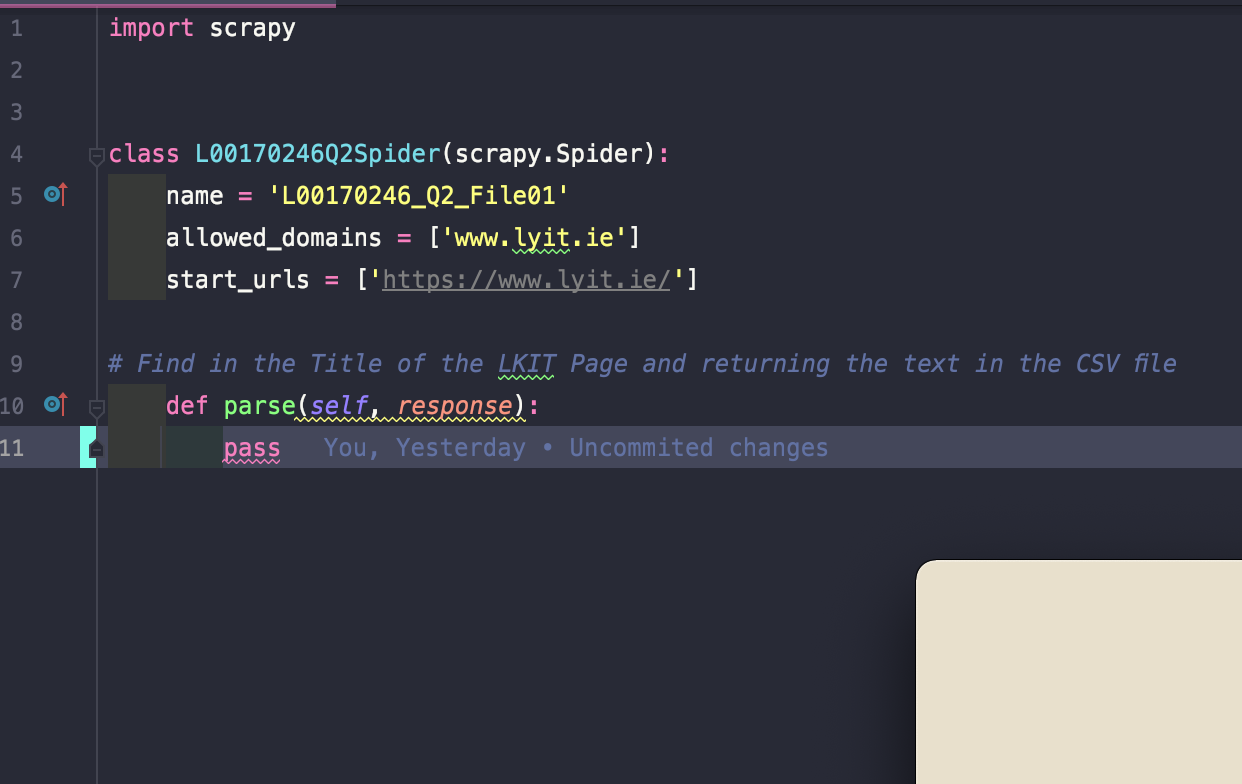 1 import scrapy
2
3
4 class L00170246Q2Spider(scrapy.Spider):
5 name = 'L00170246_Q2_File01'
6 allowed_domains = ['www.lyit.ie']
7 start_urls = ['https://www.lyit.ie/']
8
9 # Find in the Title of the LKIT Page and returning the text in the CSV file
10 def parse(self, response):
11 pass You, Yesterday • Uncommited changes